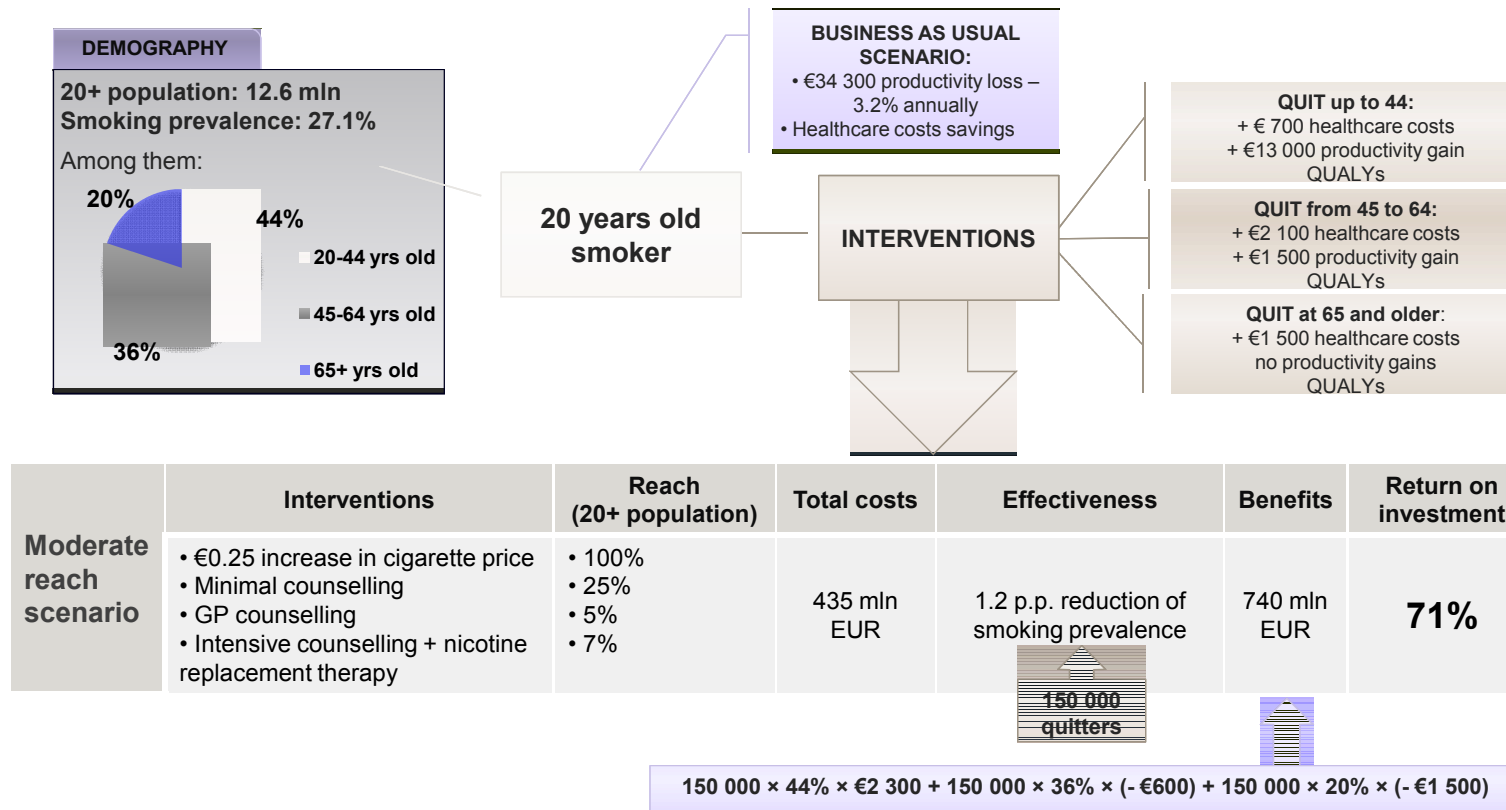 DEMOGRAPHY
20+ population: 12.6 mln
Smoking prevalence: 27.1%
Among them:
20%
44%
36%
20-44 yrs old
45-64 yrs old
65+ yrs old
20 years old
smoker
BUSINESS AS USUAL
SCENARIO:
• €34 300 productivity loss –
3.2% annually
• Healthcare costs savings
INTERVENTIONS
QUIT up to 44:
+ € 700 healthcare costs
+ €13 000 productivity gain
QUALYs
QUIT from 45 to 64:
+ €2 100 healthcare costs
+ €1 500 productivity gain
QUALYs
QUIT at 65 and older:
+ €1 500 healthcare costs
no productivity gains
QUALYs
Moderate
reach
scenario
Interventions
Reach
(20+ population)
Total costs
Effectiveness
Benefits
Return on
investment
• €0.25 increase in cigarette price
• Minimal counselling
• GP counselling
• Intensive counselling + nicotine
replacement therapy
• 100%
• 25%
• 5%
• 7%
435 mln
EUR
1.2 p.p. reduction of
smoking prevalence
740 mln
EUR
71%
150 000
quitters
150 000 × 44% × €2 300 + 150 000 × 36% × (- €600) + 150 000 × 20% × (- €1 500)